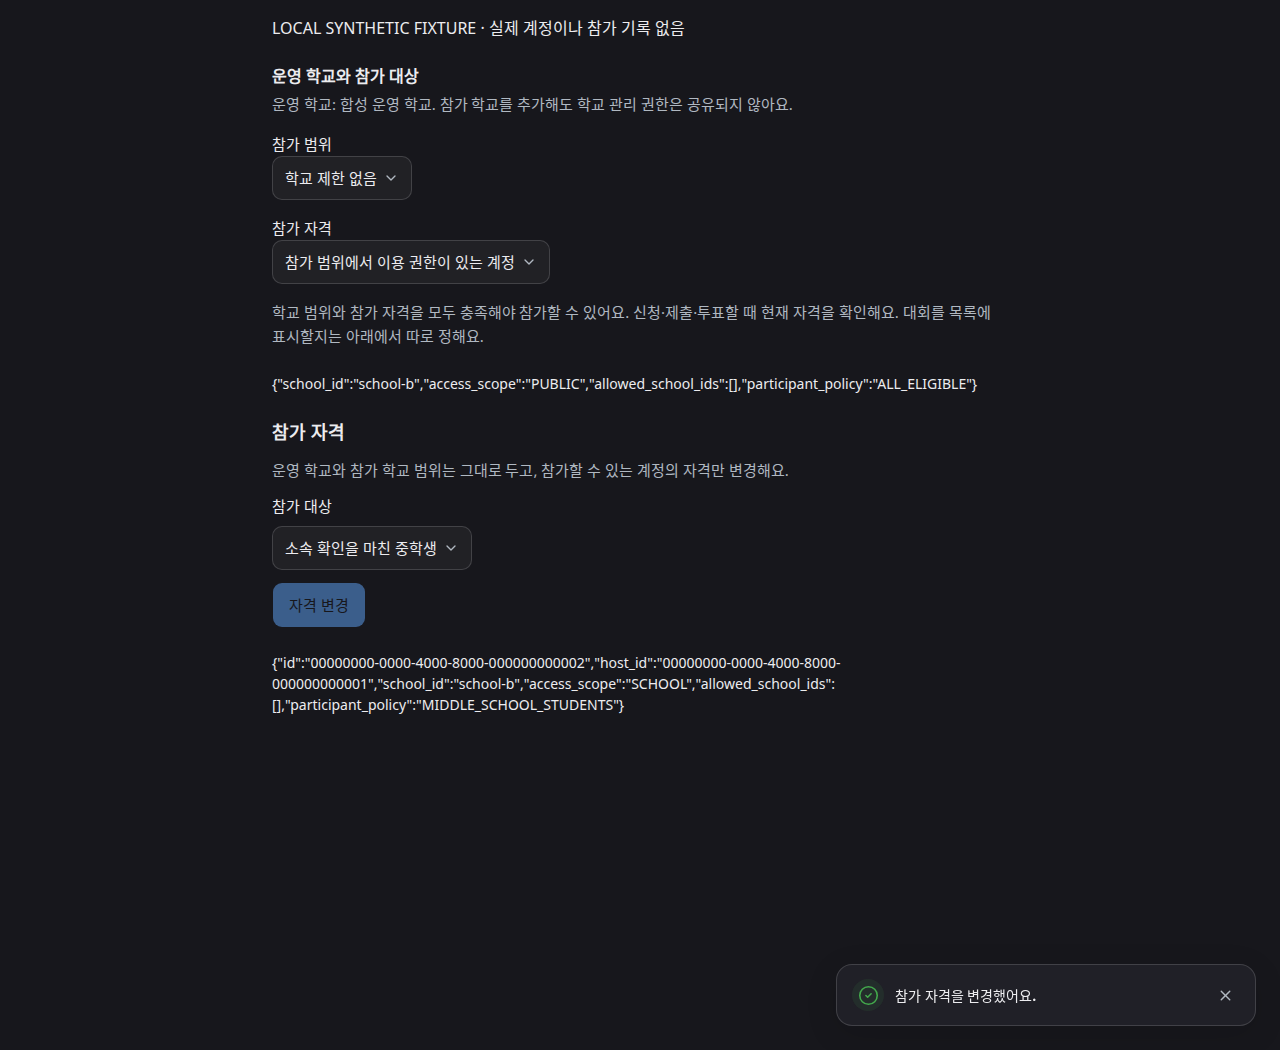 LOCAL SYNTHETIC FIXTURE · 실제 계정이나 참가 기록 없음
운영 학교와 참가 대상
운영 학교: 합성 운영 학교. 참가 학교를 추가해도 학교 관리 권한은 공유되지 않아요.
참가 범위
학교 제한 없음
참가 자격
참가 범위에서 이용 권한이 있는 계정
학교 범위와 참가 자격을 모두 충족해야 참가할 수 있어요. 신청·제출·투표할 때 현재 자격을 확인해요. 대회를 목록에
표시할지는 아래에서 따로 정해요.
{"school_id":"school-b","access_scope":"PUBLIC","allowed_school_ids":[],"participant_policy":"ALL_ELIGIBLE"}
참가 자격
운영 학교와 참가 학교 범위는 그대로 두고, 참가할 수 있는 계정의 자격만 변경해요.
참가 대상
소속 확인을 마친 중학생
자격 변경
{"id":"00000000-0000-4000-8000-000000000002","host_id":"00000000-0000-4000-8000-
000000000001","school_id":"school-b","access_scope":"SCHOOL","allowed_school_ids":
[],"participant_policy":"MIDDLE_SCHOOL_STUDENTS"}
참가 자격을 변경했어요.